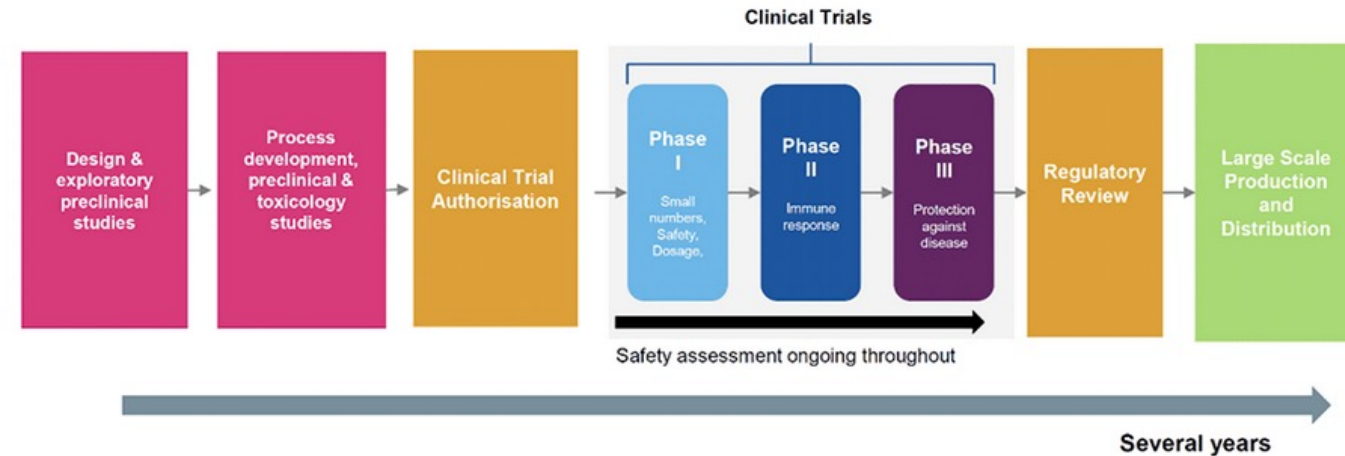 Clinical Trials
Design &
exploratory
preclinical
studies
Process
development,
preclinical &
toxicology
studies
Clinical Trial
Authorisation
Phase
I
Small
numbers,
Safety,
Dosage,
Phase
II
Immune
response
Phase
III
Protection
against
disease
Regulatory
Review
Large Scale
Production
and
Distribution
Safety assessment ongoing throughout
Several years